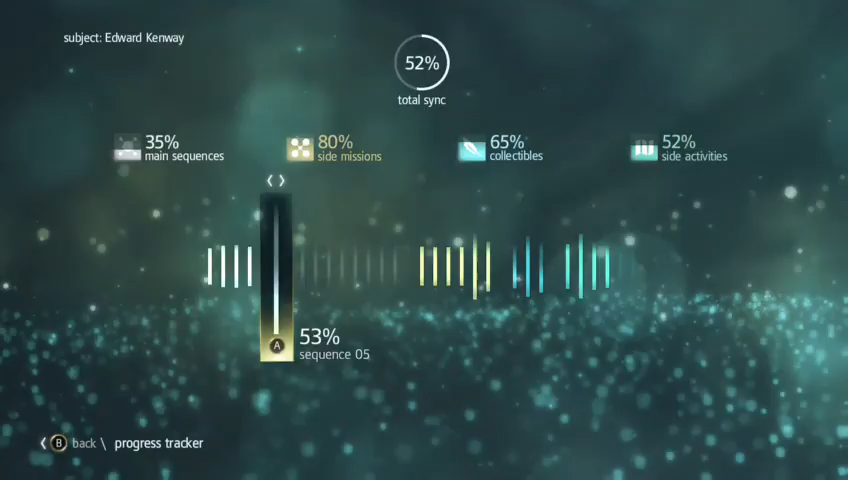 subject: Edward Kenway
52%
total sync
35%
main sequences
80%
side missions
65%
collectibles
52%
side activities
53%
sequence 05
A
B back \ progress tracker